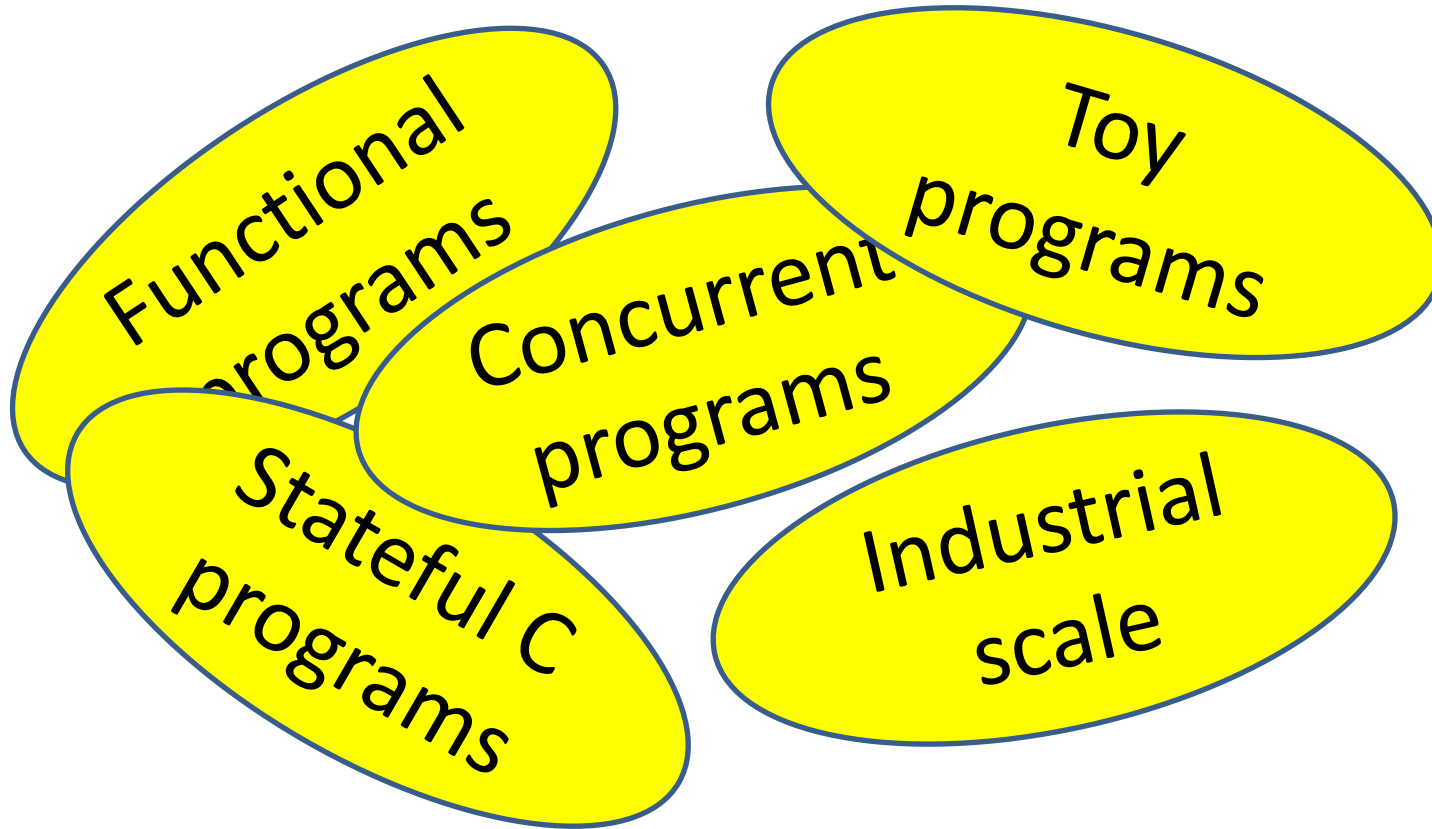 Functional
programs
Toy
programs
Concurrent
programs
Stateful C
programs
Industrial
scale